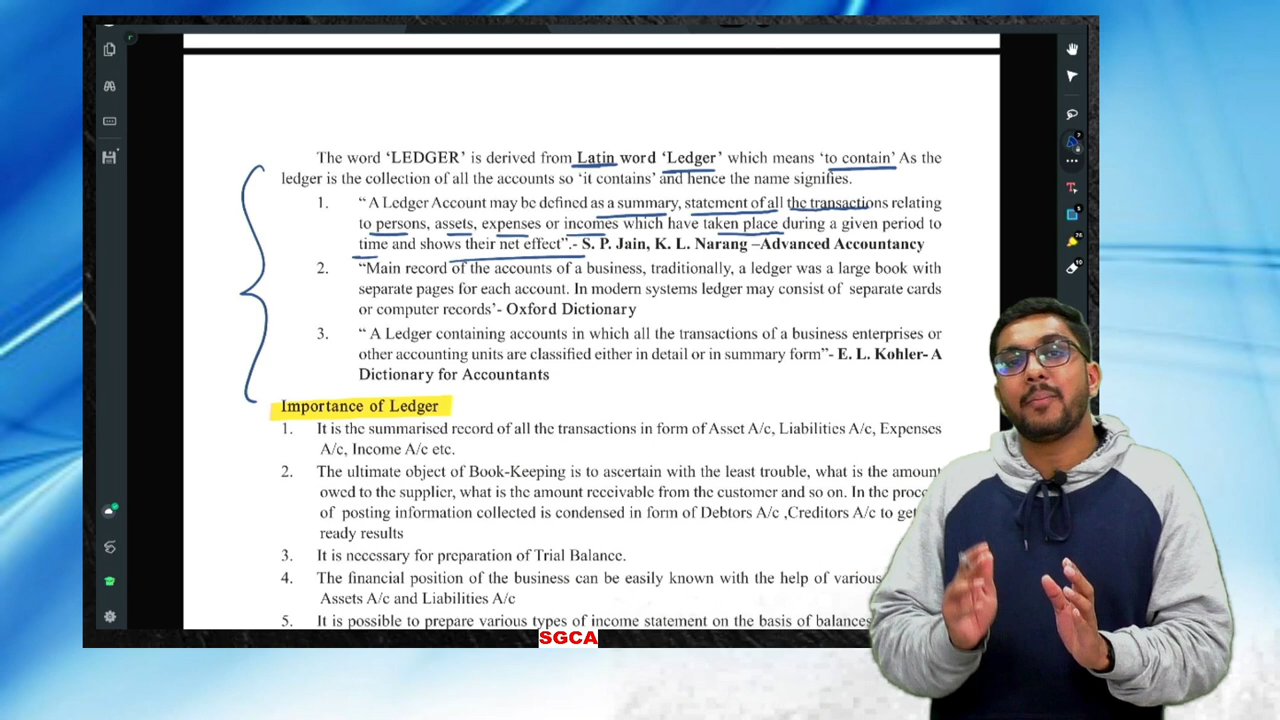 The word ‘LEDGER’ is derived from Latin word ‘Ledger’ which means ‘to contain’ As the
ledger is the collection of all the accounts so ‘it contains’ and hence the name signifies.
1. “ A Ledger Account may be defined as a summary, statement of all the transactions relating
to persons, assets, expenses or incomes which have taken place during a given period to
time and shows their net effect”.- S. P. Jain, K. L. Narang –Advanced Accountancy
2. “Main record of the accounts of a business, traditionally, a ledger was a large book with
separate pages for each account. In modern systems ledger may consist of separate cards
or computer records’- Oxford Dictionary
3. “ A Ledger containing accounts in which all the transactions of a business enterprises or
other accounting units are classified either in detail or in summary form”- E. L. Kohler- A
Dictionary for Accountants
Importance of Ledger
1. It is the summarised record of all the transactions in form of Asset A/c, Liabilities A/c, Expenses
A/c, Income A/c etc.
2. The ultimate object of Book-Keeping is to ascertain with the least trouble, what is the amount
owed to the supplier, what is the amount receivable from the customer and so on. In the
of posting information collected is condensed in form of Debtors A/c ,Creditors A/c to get
ready results
3. It is necessary for preparation of Trial Balance.
4. The financial position of the business can be easily known with the help of various
Assets A/c and Liabilities A/c
5. It is possible to prepare various types of income statement on the basis of balances
SGCA